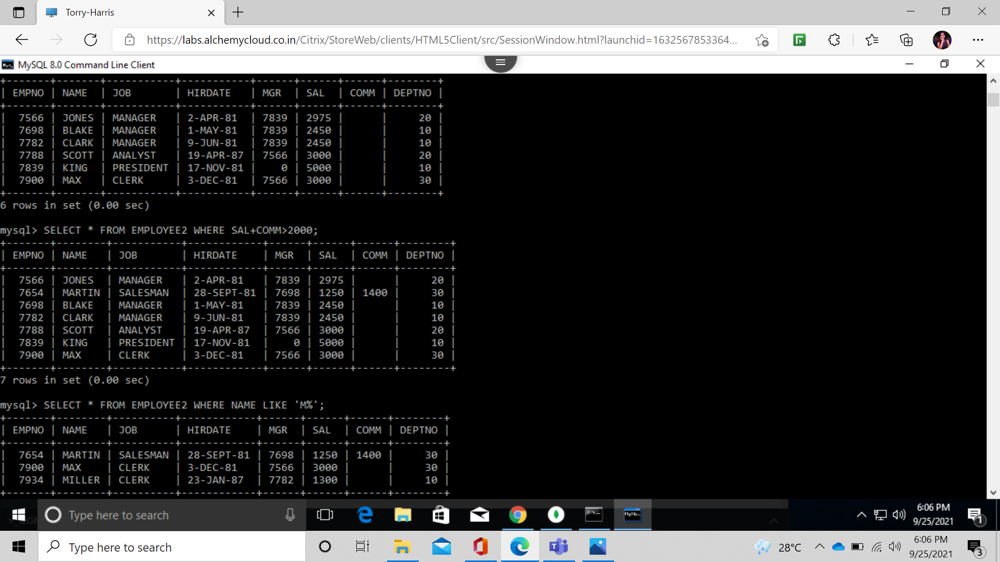 Torry-Harris
https://labs.alchemycloud.co.in/Citrix/StoreWeb/clients/HTML5Client/src/SessionWindow.html?launchid=1632567853364...
MySQL 8.0 Command Line Client
+-------+-------+-----------+------------+------+------+------+--------+
| EMPNO | NAME | JOB | HIRDATE | MGR | SAL | COMM | DEPTNO |
+-------+-------+-----------+------------+------+------+------+--------+
| 7566 | JONES | MANAGER | 2-APR-81 | 7839 | 2975 | | 20 |
| 7698 | BLAKE | MANAGER | 1-MAY-81 | 7839 | 2450 | | 10 |
| 7782 | CLARK | MANAGER | 9-JUN-81 | 7839 | 2450 | | 10 |
| 7788 | SCOTT | ANALYST | 19-APR-87 | 7566 | 3000 | | 20 |
| 7839 | KING | PRESIDENT | 17-NOV-81 | 0 | 5000 | | 10 |
| 7900 | MAX | CLERK | 3-DEC-81 | 7566 | 3000 | | 30 |
+-------+-------+-----------+------------+------+------+------+--------+
6 rows in set (0.00 sec)
mysql> SELECT * FROM EMPLOYEE2 WHERE SAL+COMM>2000;
+-------+--------+-----------+------------+------+------+------+--------+
| EMPNO | NAME | JOB | HIRDATE | MGR | SAL | COMM | DEPTNO |
+-------+--------+-----------+------------+------+------+------+--------+
| 7566 | JONES | MANAGER | 2-APR-81 | 7839 | 2975 | | 20 |
| 7654 | MARTIN | SALESMAN | 28-SEPT-81 | 7698 | 1250 | 1400 | 30 |
| 7698 | BLAKE | MANAGER | 1-MAY-81 | 7839 | 2450 | | 10 |
| 7782 | CLARK | MANAGER | 9-JUN-81 | 7839 | 2450 | | 10 |
| 7788 | SCOTT | ANALYST | 19-APR-87 | 7566 | 3000 | | 20 |
| 7839 | KING | PRESIDENT | 17-NOV-81 | 0 | 5000 | | 10 |
| 7900 | MAX | CLERK | 3-DEC-81 | 7566 | 3000 | | 30 |
+-------+--------+-----------+------------+------+------+------+--------+
7 rows in set (0.00 sec)
mysql> SELECT * FROM EMPLOYEE2 WHERE NAME LIKE 'M%';
+-------+--------+----------+------------+------+------+------+--------+
| EMPNO | NAME | JOB | HIRDATE | MGR | SAL | COMM | DEPTNO |
+-------+--------+----------+------------+------+------+------+--------+
| 7654 | MARTIN | SALESMAN | 28-SEPT-81 | 7698 | 1250 | 1400 | 30 |
| 7900 | MAX | CLERK | 3-DEC-81 | 7566 | 3000 | | 30 |
| 7934 | MILLER | CLERK | 23-JAN-87 | 7782 | 1300 | | 10 |
+-------+--------+----------+------------+------+------+------+--------+
Type here to search
6:06 PM
9/25/2021
1
Type here to search
28°C
6:06 PM
9/25/2021
3